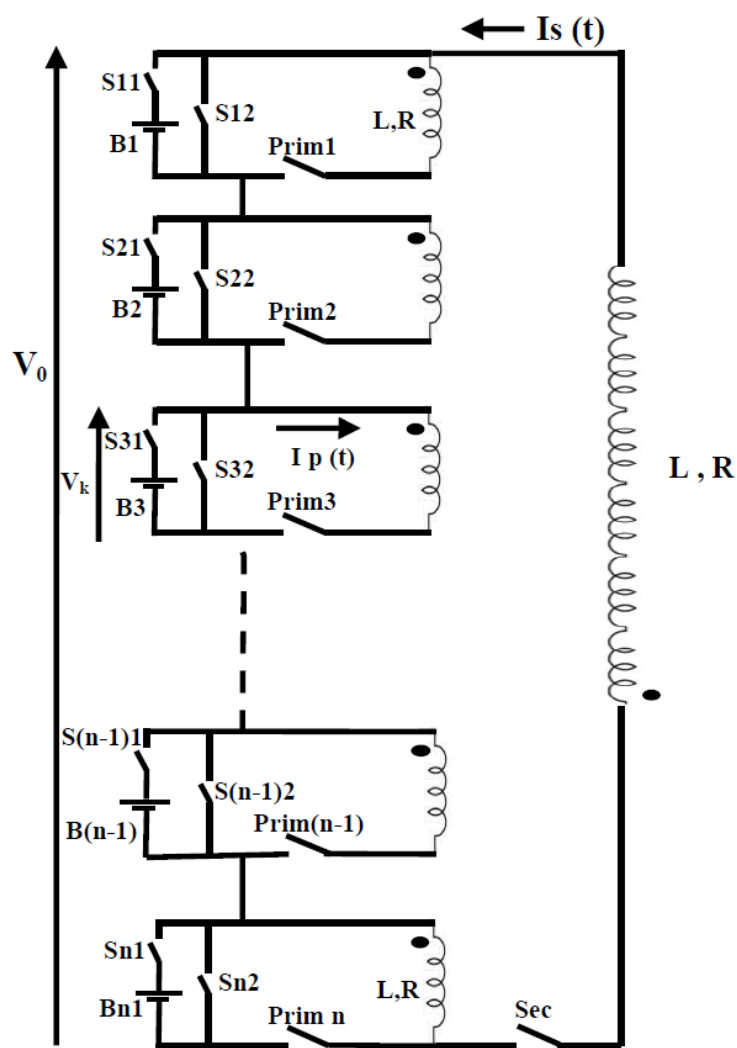 Is (t)
S11
S12
B1
Prim1
L,R
S21
S22
B2
Prim2
V0
I p (t)
S31
S32
Vk
B3
Prim3
L , R
S(n-1)1
S(n-1)2
B(n-1)
Prim(n-1)
Sn1
Sn2
Bn1
Prim n
L,R
Sec